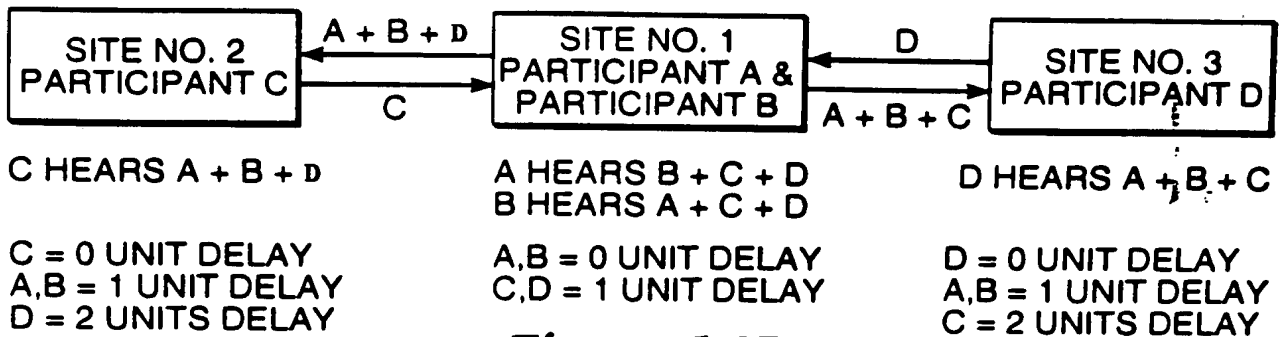 SITE NO. 2
PARTICIPANT C
A + B + D
C
SITE NO. 1
PARTICIPANT A &
PARTICIPANT B
D
A + B + C
SITE NO. 3
PARTICIPANT D
C HEARS A + B + D
A HEARS B + C + D
B HEARS A + C + D
D HEARS A + B + C
C = 0 UNIT DELAY
A,B = 1 UNIT DELAY
D = 2 UNITS DELAY
A,B = 0 UNIT DELAY
C,D = 1 UNIT DELAY
D = 0 UNIT DELAY
A,B = 1 UNIT DELAY
C = 2 UNITS DELAY